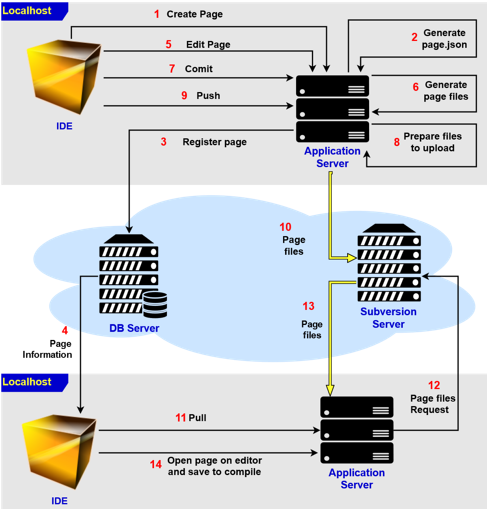 Localhost
1 Create Page
2 Generate
page.json
5 Edit Page
7 Comit
6 Generate
page files
9 Push
IDE
3 Register page
8 Prepare files
to upload
Application
Server
10
Page
files
Subversion
Server
DB Server
13
Page
files
4
Page
Information
Localhost
12
Page files
Request
11 Pull
14 Open page on editor
and save to compile
Application
Server
IDE